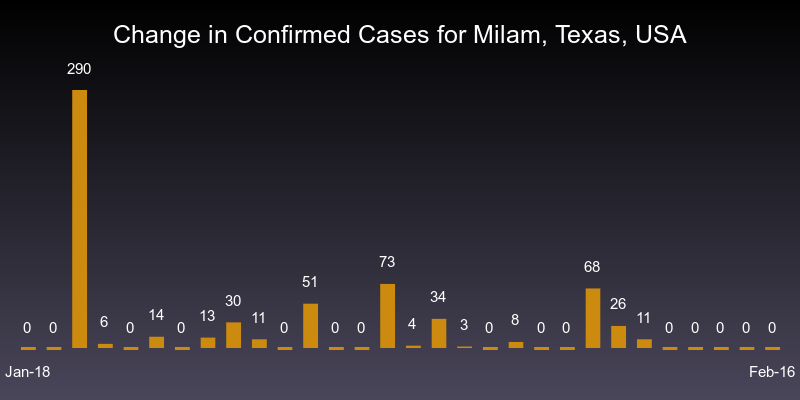 Change in Confirmed Cases for Milam, Texas, USA
0 0 290 6 0 14 0 13 30 11 0 51 0 0 73 4 34 3 0 8 0 0 68 26 11 0 0 0 0 0
Jan-18 Feb-16